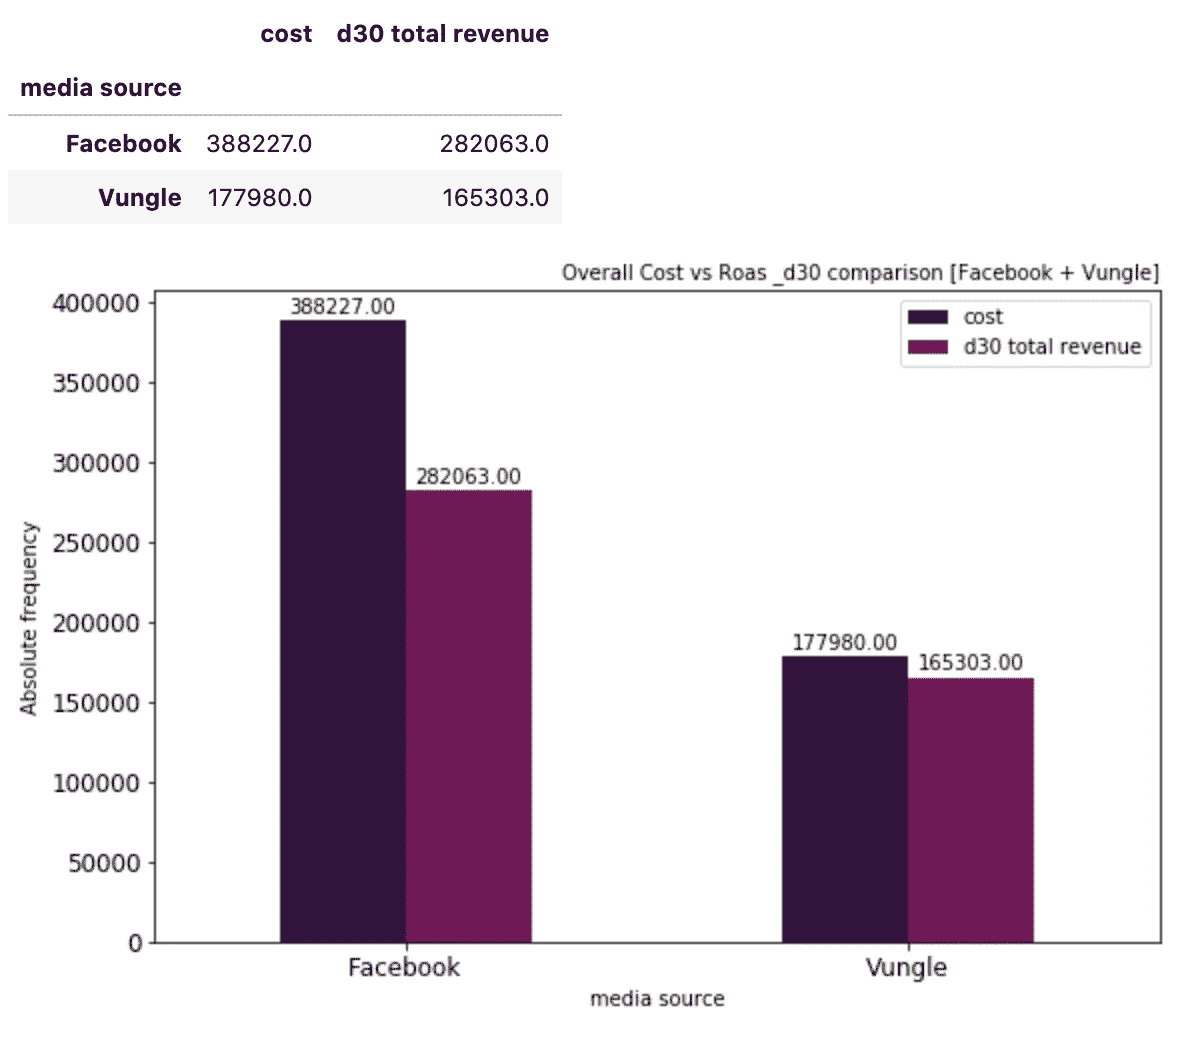 cost d30 total revenue
media source
Facebook 388227.0 282063.0
Vungle 177980.0 165303.0
Overall Cost vs Roas _d30 comparison [Facebook + Vungle]
400000
350000
300000
250000
200000
150000
100000
50000
0
Absolute frequency
388227.00
282063.00
177980.00
165303.00
cost
d30 total revenue
Facebook
Vungle
media source